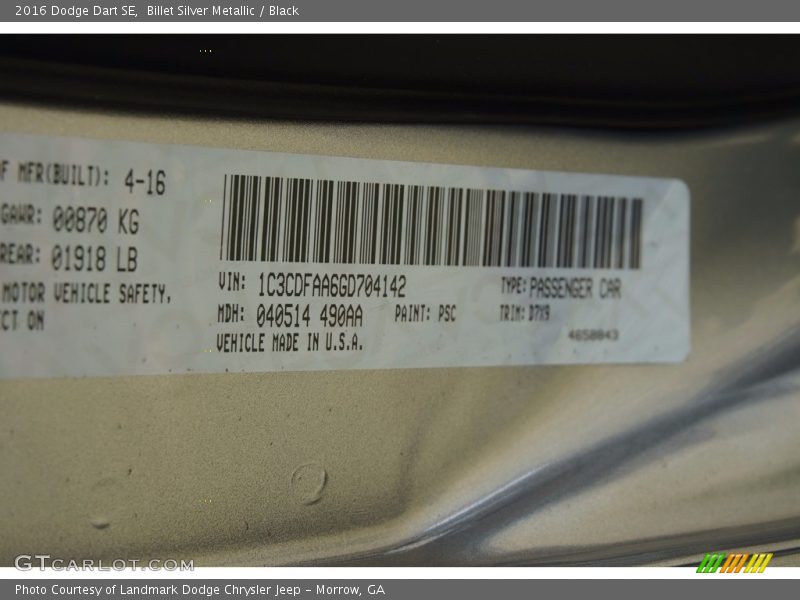 2016 Dodge Dart SE,  Billet Silver Metallic / Black
F MFR(BUILT): 4-16
GAWR: 00870 KG
REAR: 01918 LB
MOTOR VEHICLE SAFETY,
CT ON
VIN: 1C3CDFAA6GD704142
TYPE: PASSENGER CAR
MDH: 040514 490AA
PAINT: PSC
TRIM: D7X9
VEHICLE MADE IN U.S.A.
4650043
GTCARLOT.COM
Photo Courtesy of Landmark Dodge Chrysler Jeep – Morrow, GA